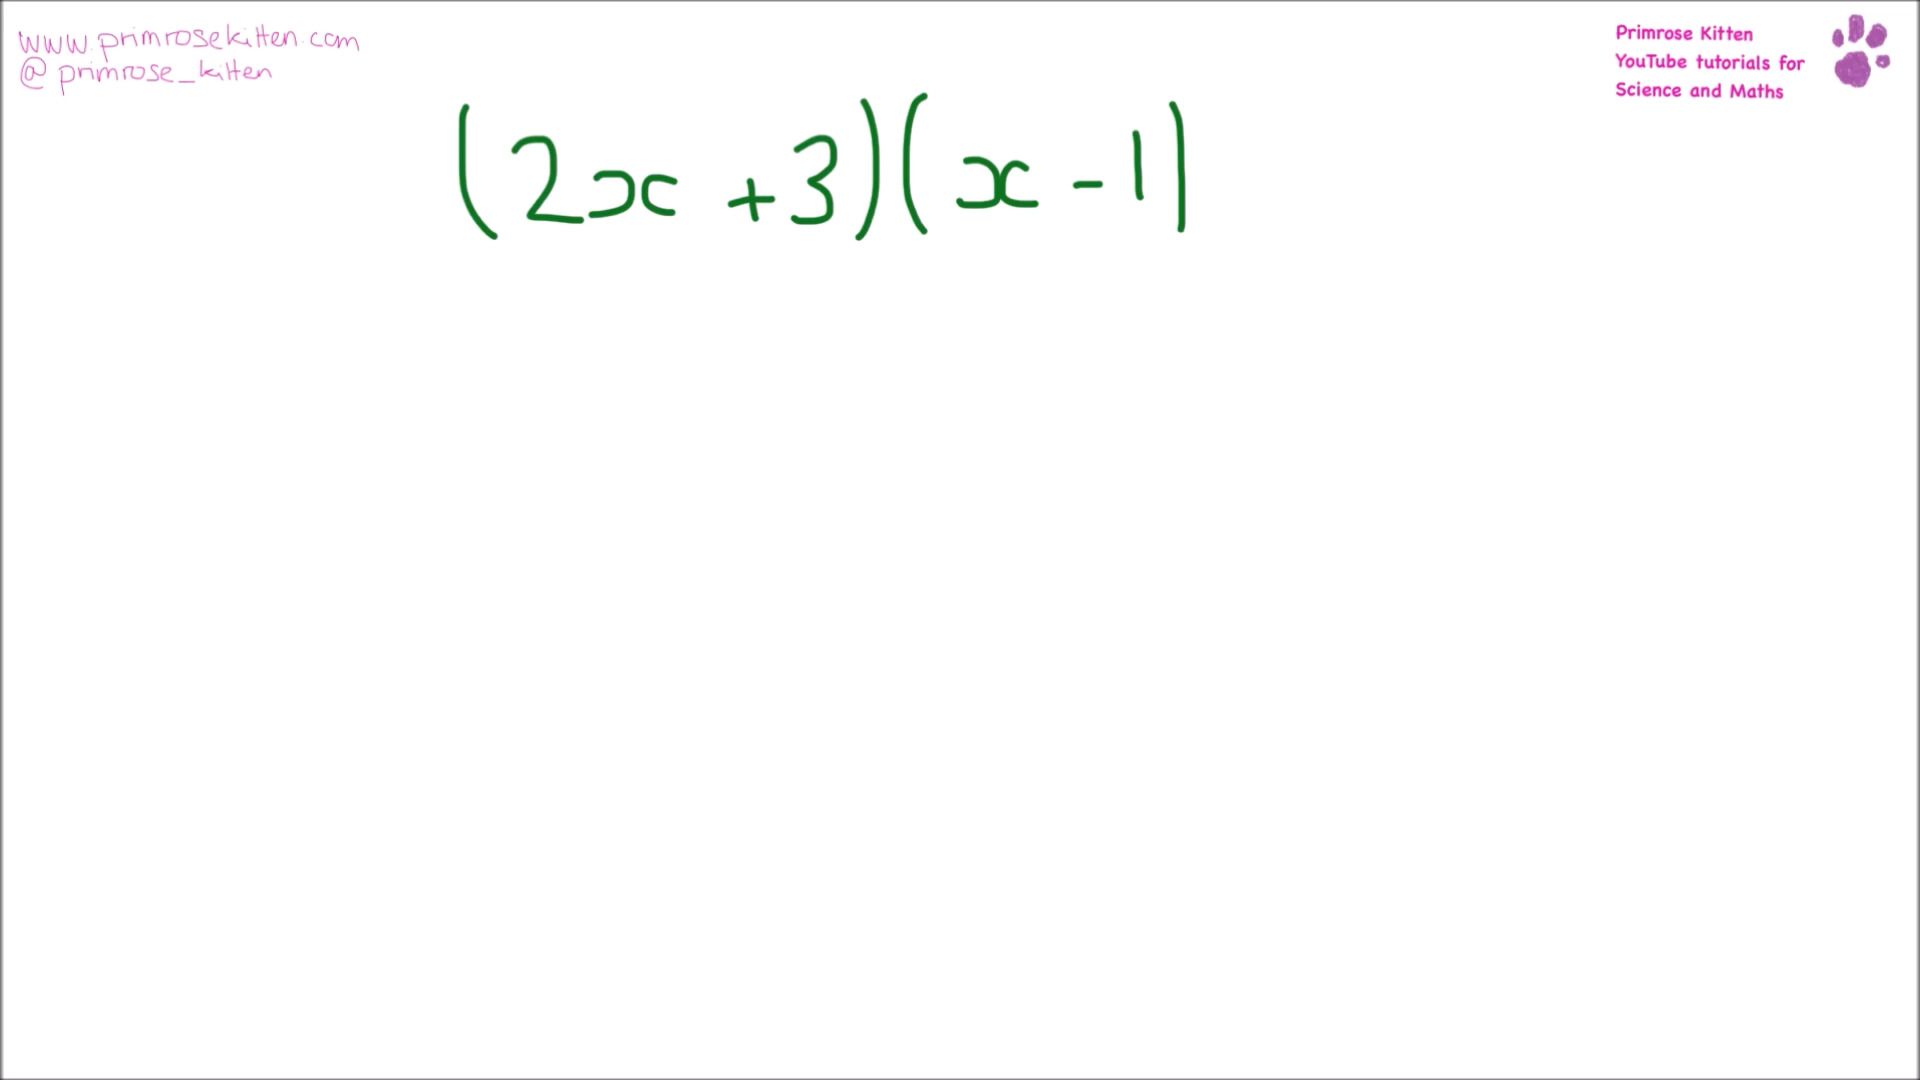 www.primrosekitten.com
@primrose_kitten
Primrose Kitten
YouTube tutorials for
Science and Maths
(2x +3)(x -1)